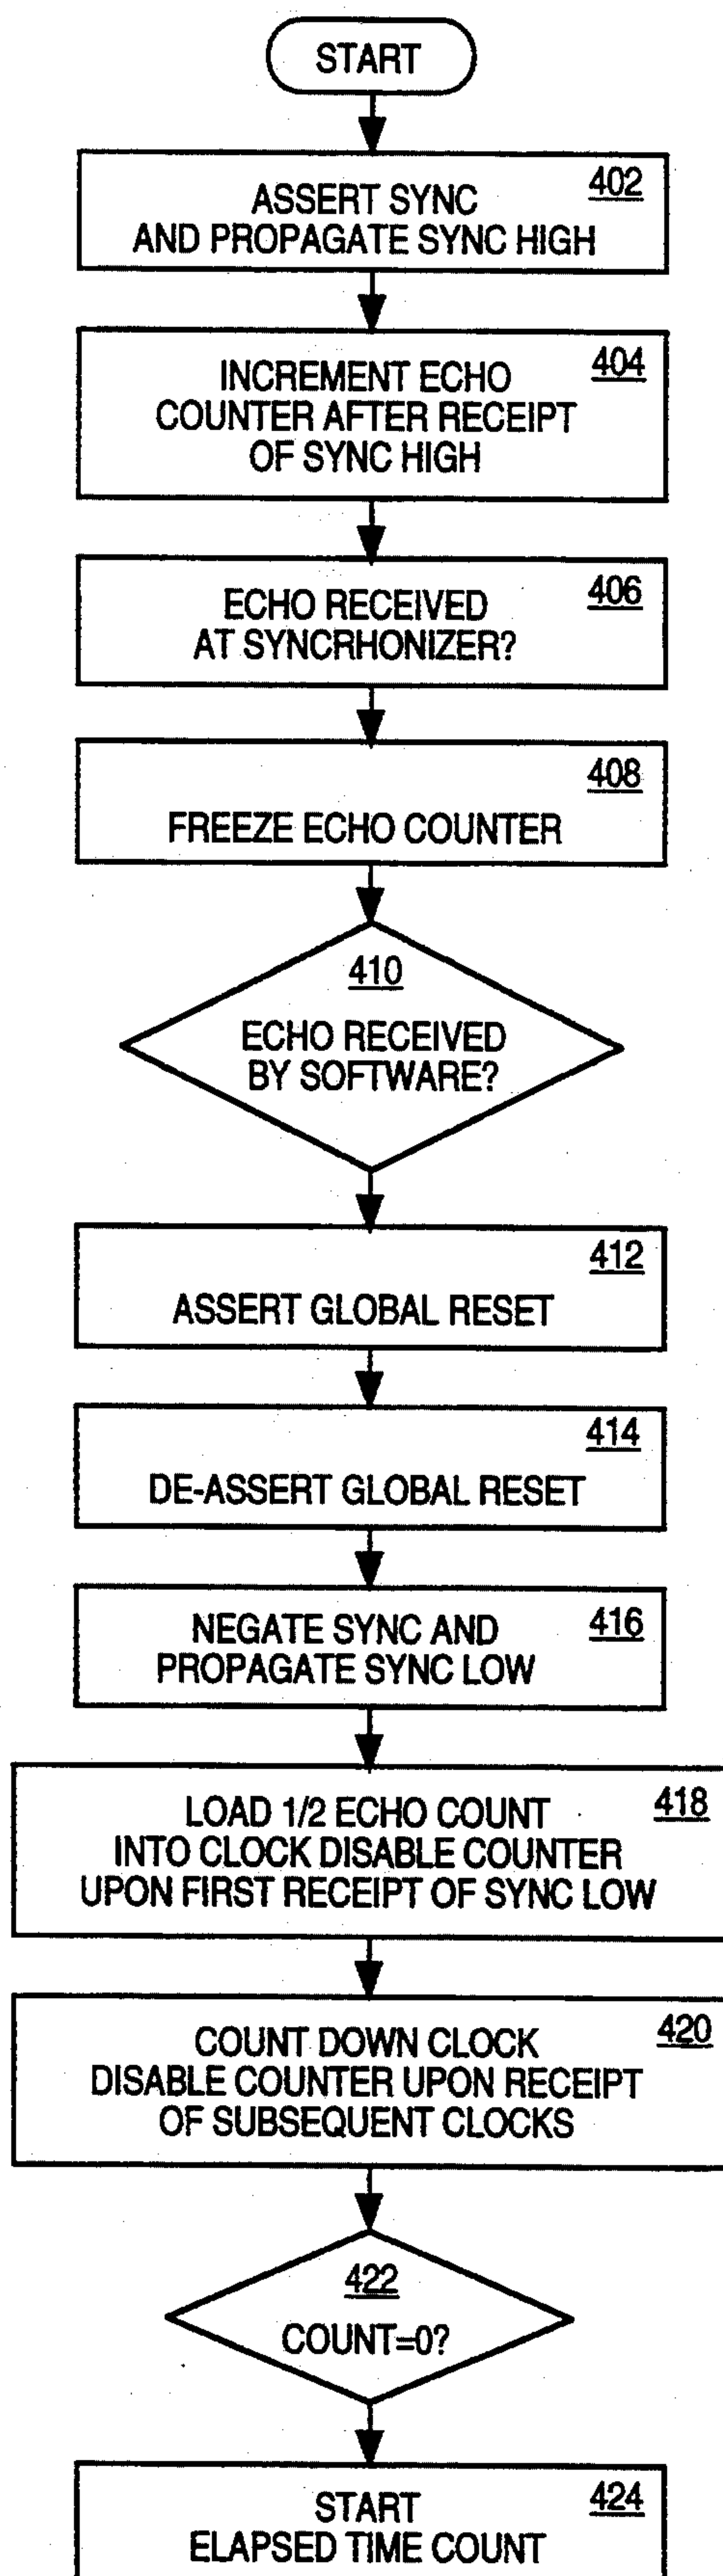 START
402
ASSERT SYNC
AND PROPAGATE SYNC HIGH
404
INCREMENT ECHO
COUNTER AFTER RECEIPT
OF SYNC HIGH
406
ECHO RECEIVED
AT SYNCRHONIZER?
408
FREEZE ECHO COUNTER
410
ECHO RECEIVED
BY SOFTWARE?
412
ASSERT GLOBAL RESET
414
DE-ASSERT GLOBAL RESET
416
NEGATE SYNC AND
PROPAGATE SYNC LOW
418
LOAD 1/2 ECHO COUNT
INTO CLOCK DISABLE COUNTER
UPON FIRST RECEIPT OF SYNC LOW
420
COUNT DOWN CLOCK
DISABLE COUNTER UPON RECEIPT
OF SUBSEQUENT CLOCKS
422
COUNT=0?
424
START
ELAPSED TIME COUNT